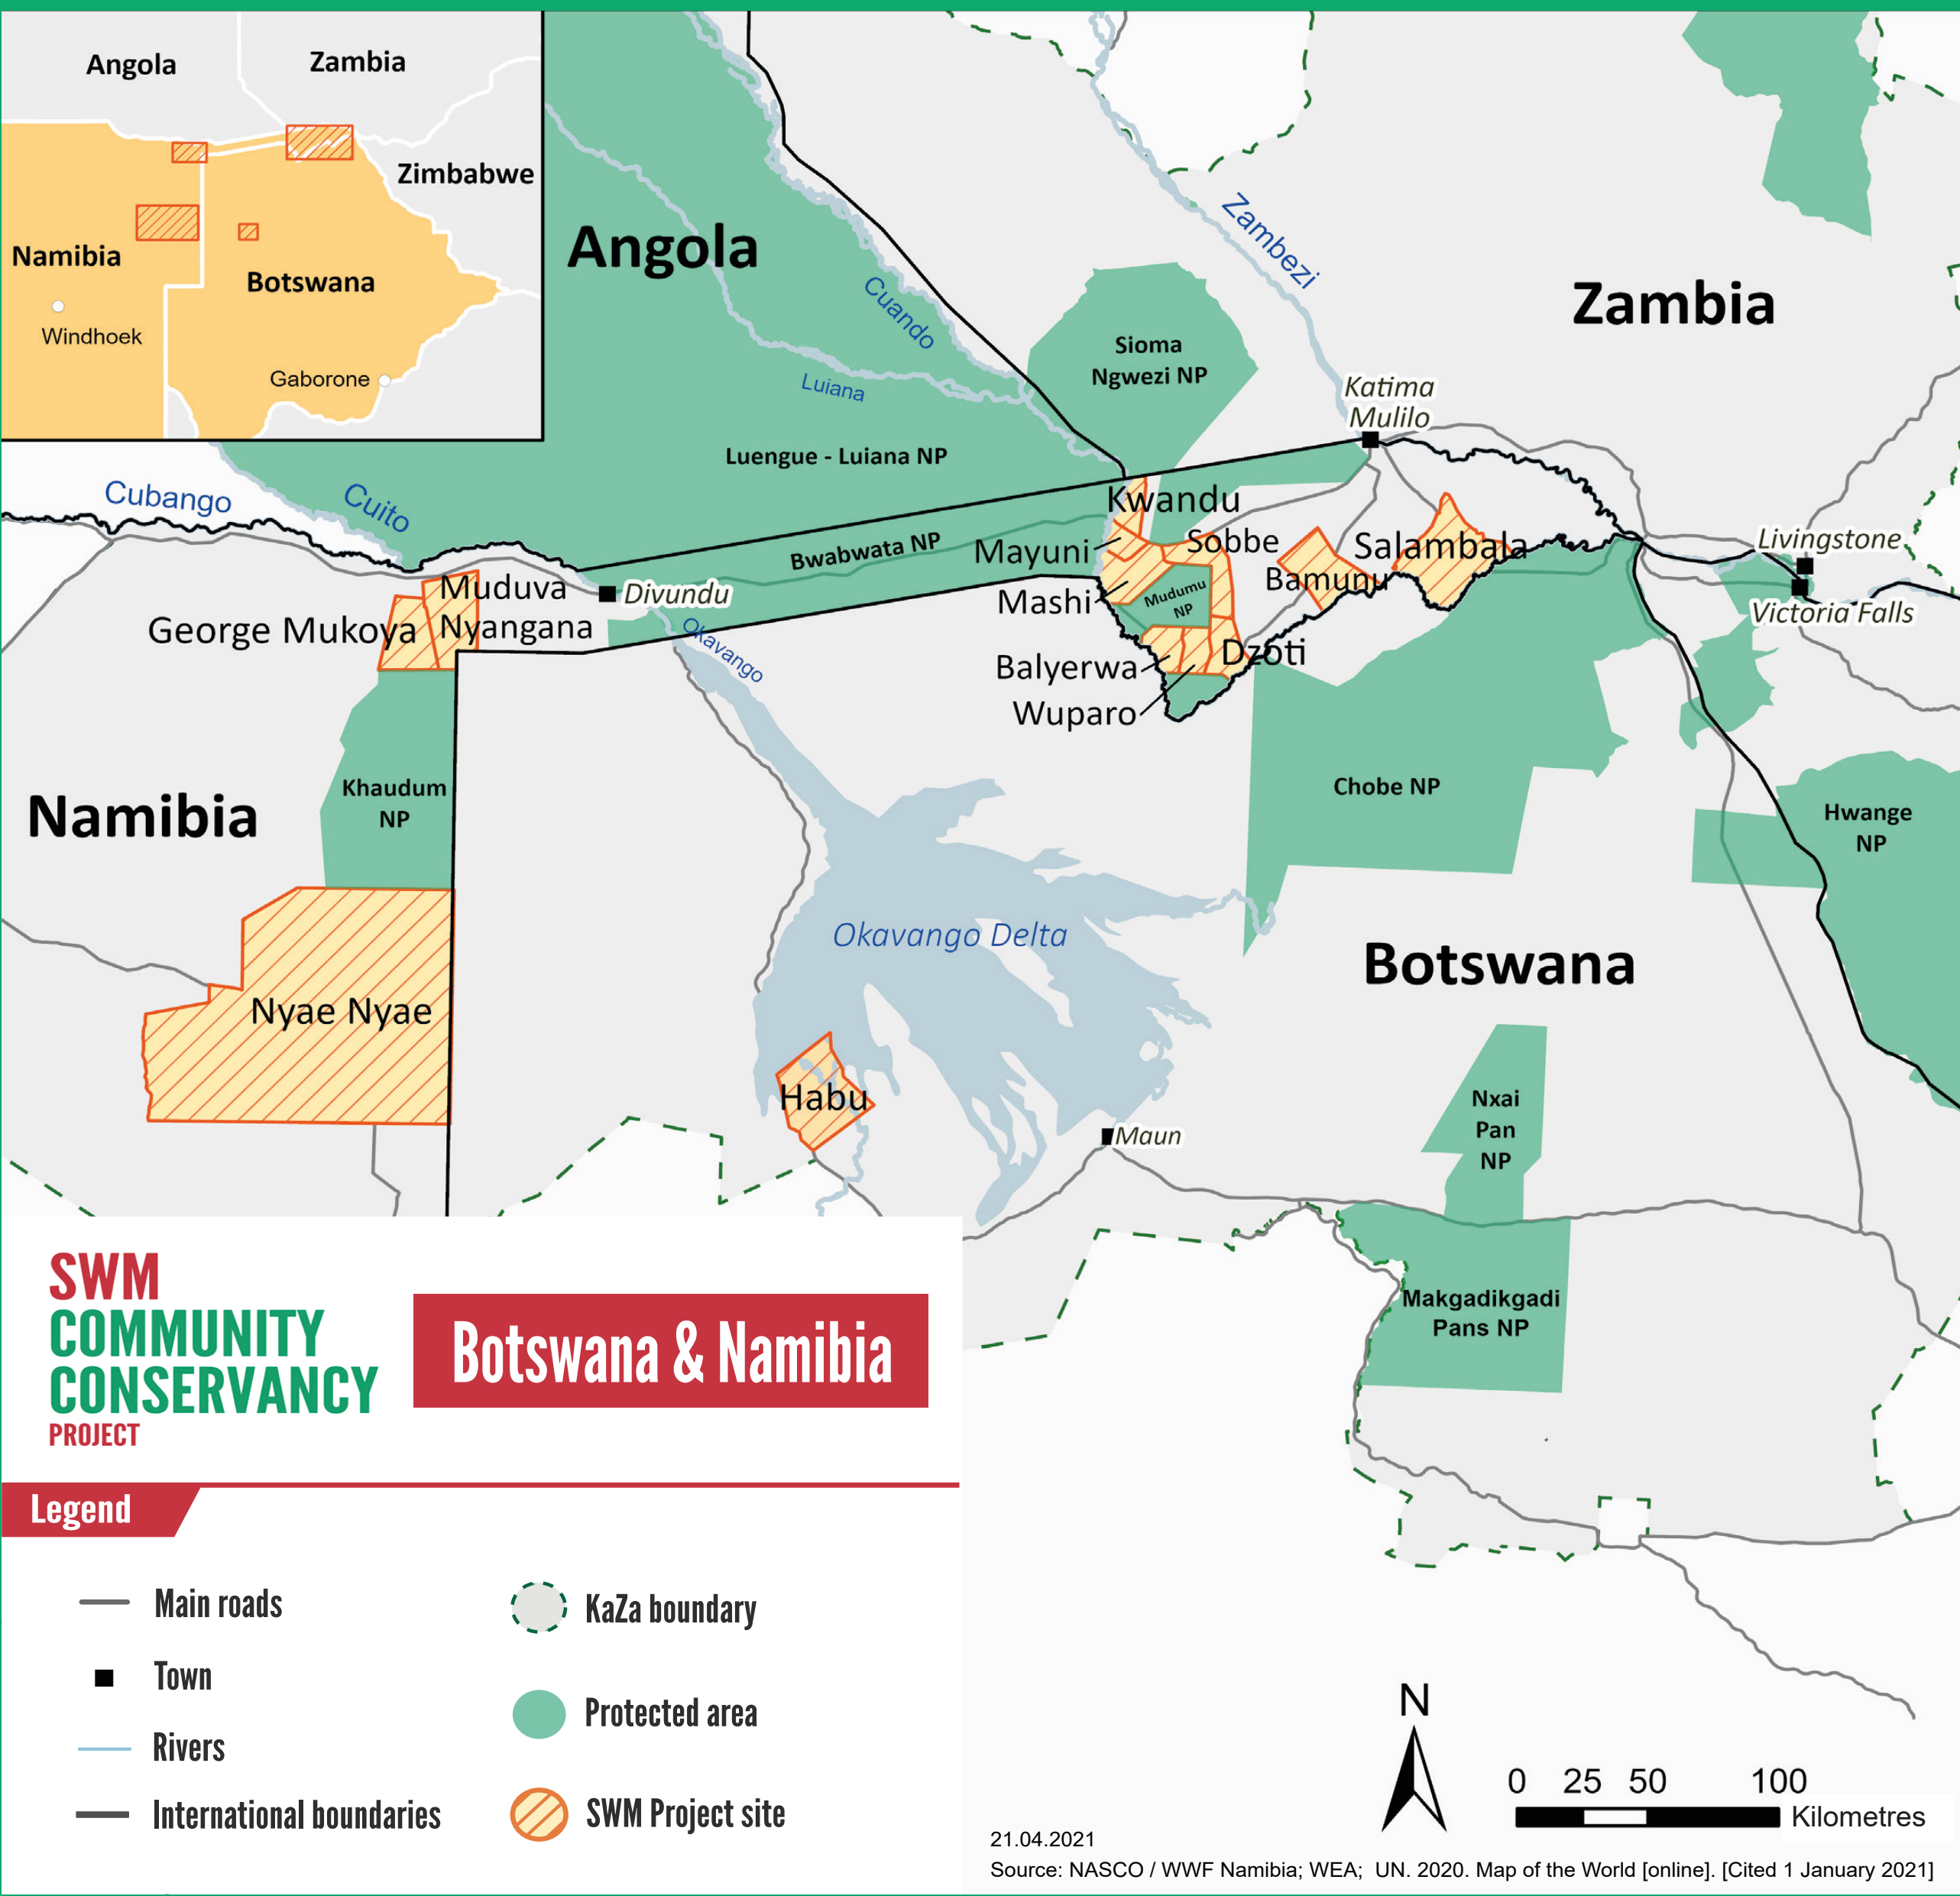 Angola
Zambia
Zimbabwe
Namibia
Botswana
Windhoek
Gaborone
Angola
Zambezi
Cuando
Zambia
Sioma
Ngwezi NP
Luiana
Katima
Mulilo
Luengue - Luiana NP
Cubango
Cuito
Kwandu
Bwabwata NP
Mayuni
Sobbe
Salambala
Livingstone
Muduva
Nyangana
Divundu
Mashi
Mudumu
NP
Bamunu
Victoria Falls
George Mukoya
Okavango
Balyerwa
Dzoti
Wuparo
Khaudum
NP
Namibia
Chobe NP
Hwange
NP
Okavango Delta
Botswana
Nyae Nyae
Habu
Nxai
Pan
NP
Maun
Makgadikgadi
Pans NP
SWM
COMMUNITY
CONSERVANCY
PROJECT
Botswana & Namibia
Legend
Main roads
Town
Rivers
International boundaries
KaZa boundary
Protected area
SWM Project site
N
0 25 50 100
Kilometres
21.04.2021
Source: NASCO / WWF Namibia; WEA; UN. 2020. Map of the World [online]. [Cited 1 January 2021]